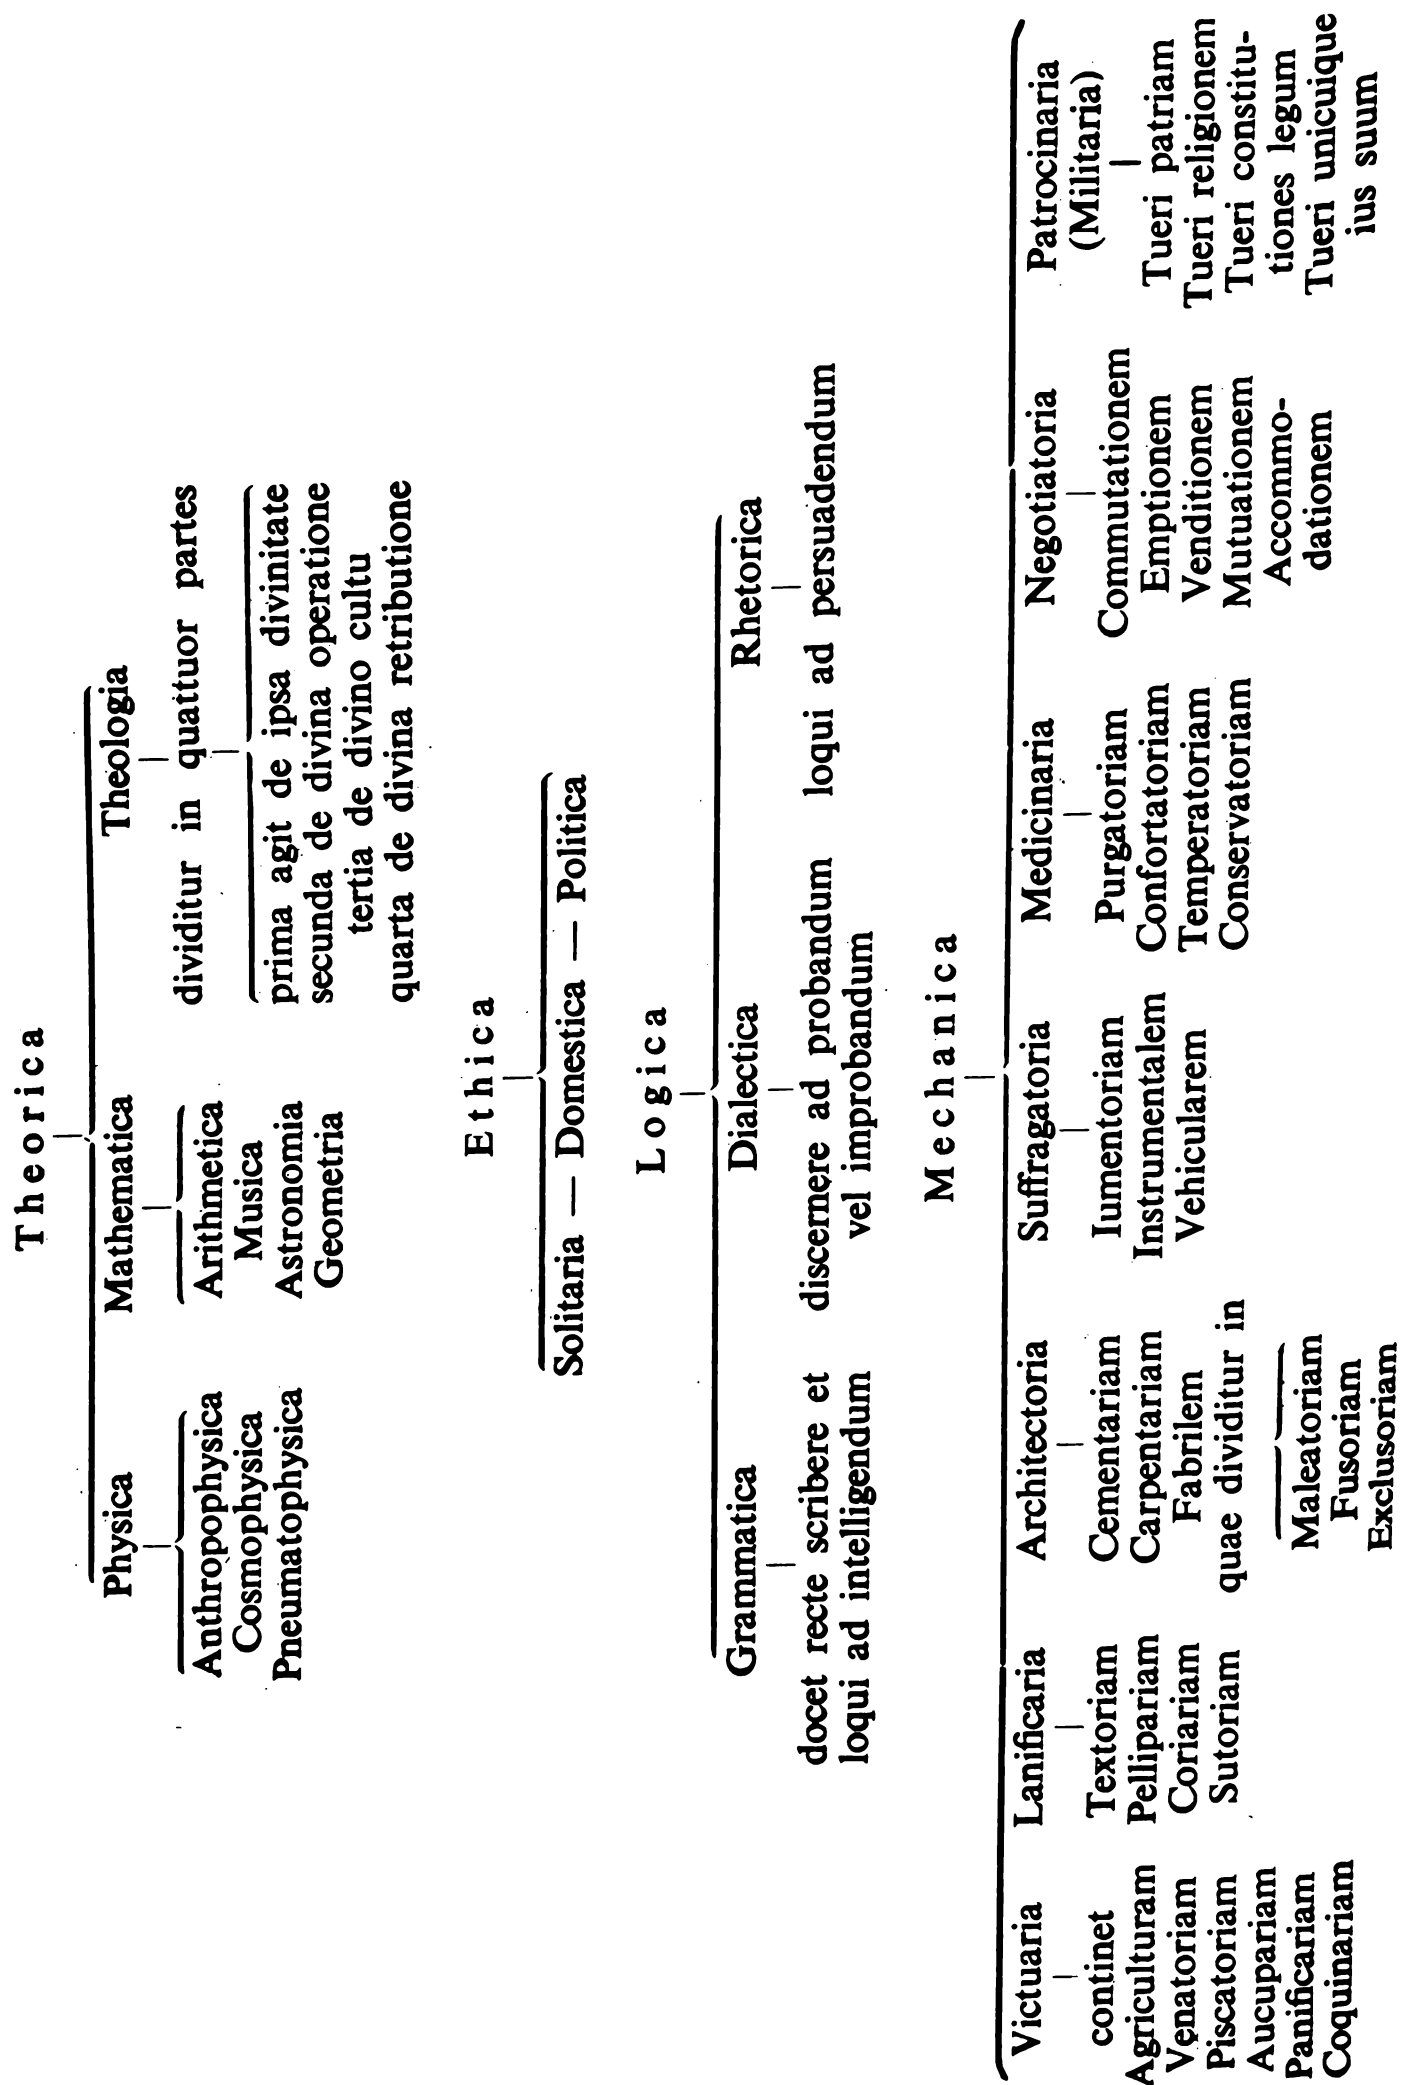 Theorica
Physica
Anthropophysica
Cosmophysica
Pneumatophysica
Mathematica
Arithmetica
Musica
Astronomia
Geometria
Theologia
dividitur in quattuor partes
prima agit de ipsa divinitate
secunda de divina operatione
tertia de divino cultu
quarta de divina retributione
Ethica
Solitaria — Domestica — Politica
Logica
Grammatica
docet recte scribere et
loqui ad intelligendum
Dialectica
discernere ad probandum
vel improbandum
Rhetorica
loqui ad persuadendum
Mechanica
Victuaria
continet
Agriculturam
Venatoriam
Piscatoriam
Aucupariam
Panificariam
Coquinariam
Lanificaria
Textoriam
Pellipariam
Coriariam
Sutoriam
Architectoria
Cementariam
Carpentariam
Fabrilem
quae dividitur in
Maleatoriam
Fusoriam
Exclusoriam
Suffragatoria
Iumentoriam
Instrumentalem
Vehicularem
Medicinaria
Purgatoriam
Confortatoriam
Temperatoriam
Conservatoriam
Negotiatoria
Commutationem
Emptionem
Venditionem
Mutuationem
Accommo-
dationem
Patrocinaria
(Militaria)
Tueri patriam
Tueri religionem
Tueri constitu-
tiones legum
Tueri unicuique
ius suum